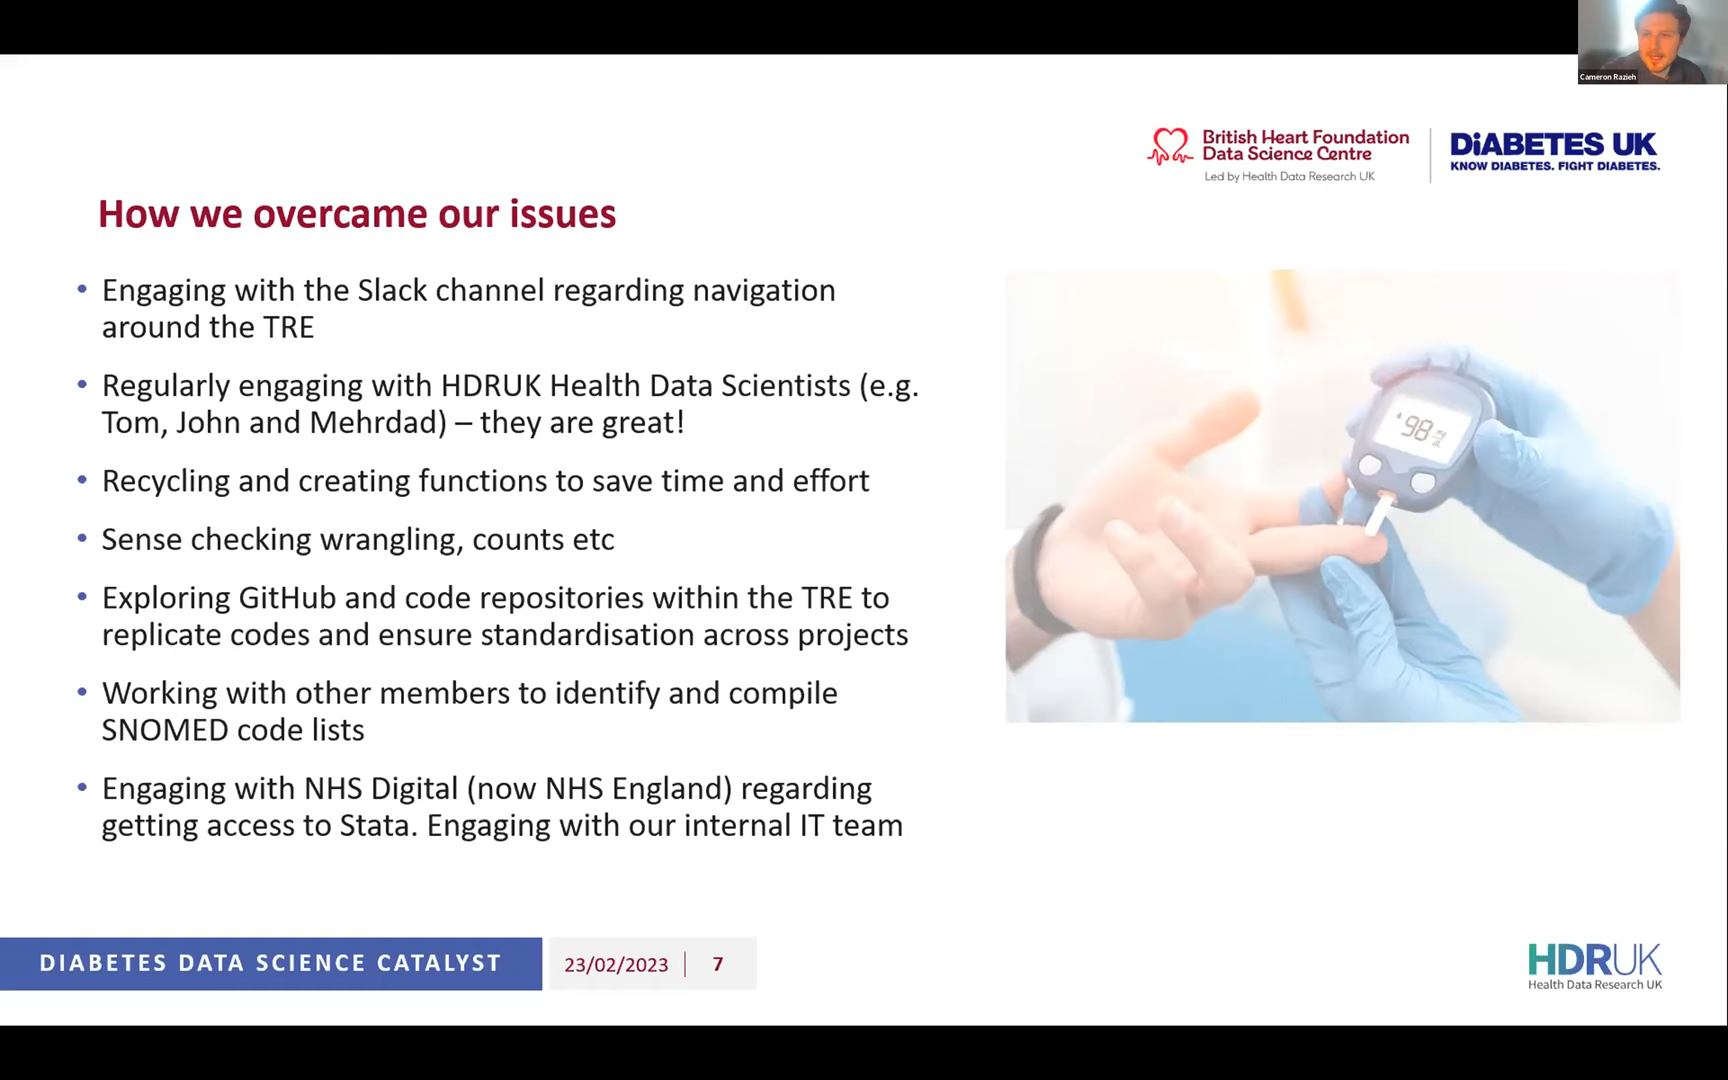 Cameron Razieh
British Heart Foundation
Data Science Centre
Led by Health Data Research UK
DiABETES UK
KNOW DIABETES. FIGHT DIABETES.
How we overcame our issues
• Engaging with the Slack channel regarding navigation
around the TRE
• Regularly engaging with HDRUK Health Data Scientists (e.g.
Tom, John and Mehrdad) – they are great!
• Recycling and creating functions to save time and effort
• Sense checking wrangling, counts etc
• Exploring GitHub and code repositories within the TRE to
replicate codes and ensure standardisation across projects
• Working with other members to identify and compile
SNOMED code lists
• Engaging with NHS Digital (now NHS England) regarding
getting access to Stata. Engaging with our internal IT team
98
DIABETES DATA SCIENCE CATALYST
23/02/2023 | 7
HDRUK
Health Data Research UK